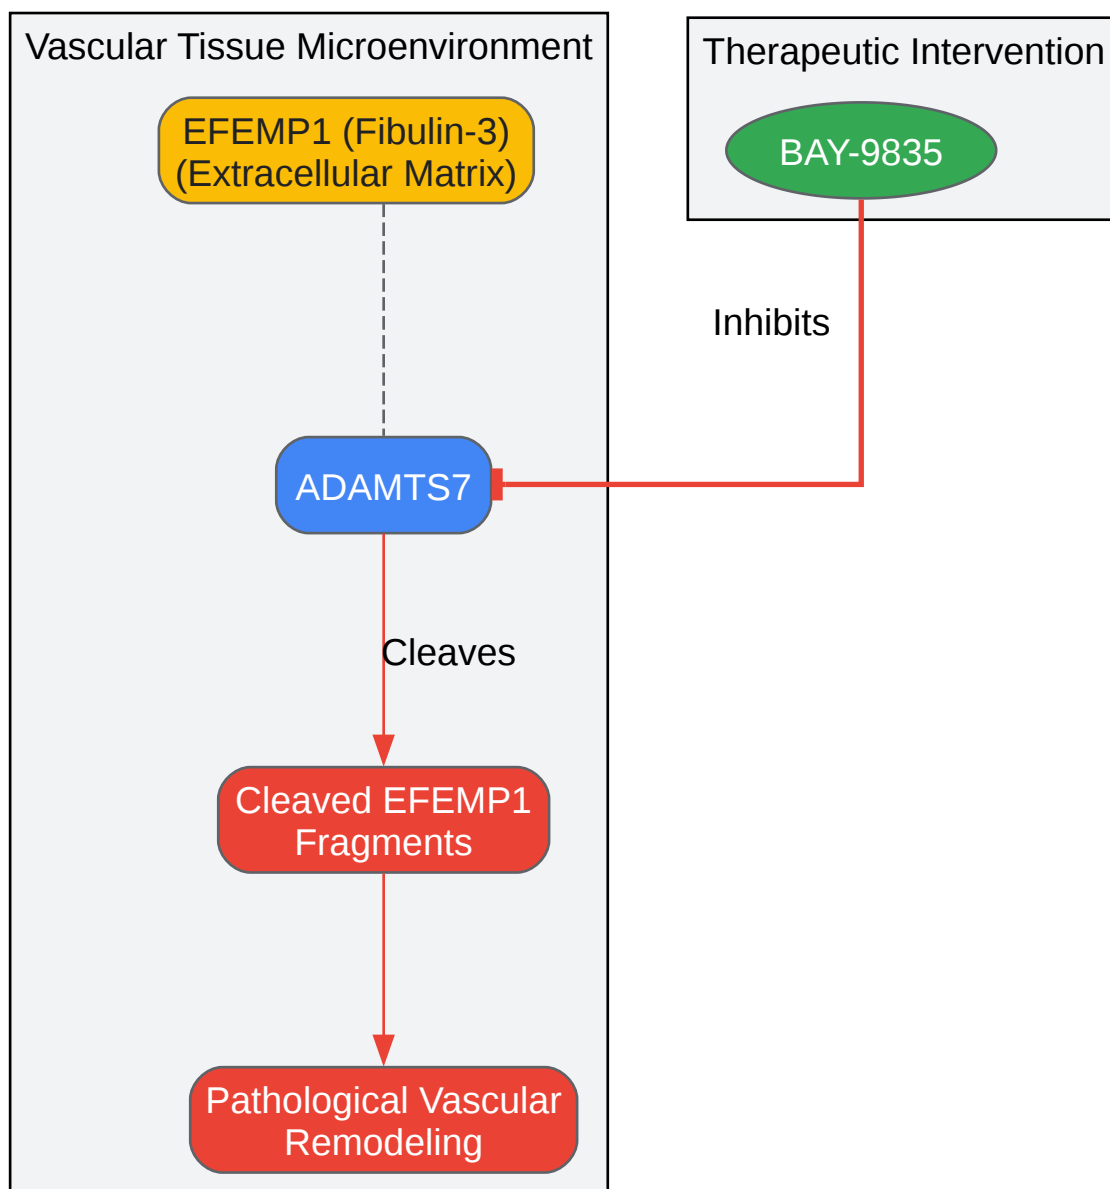 Vascular Tissue Microenvironment
EFEMP1 (Fibulin-3)
(Extracellular Matrix)
Therapeutic Intervention
BAY-9835
Inhibits
ADAMTS7
Cleaves
Cleaved EFEMP1
Fragments
Pathological Vascular
Remodeling